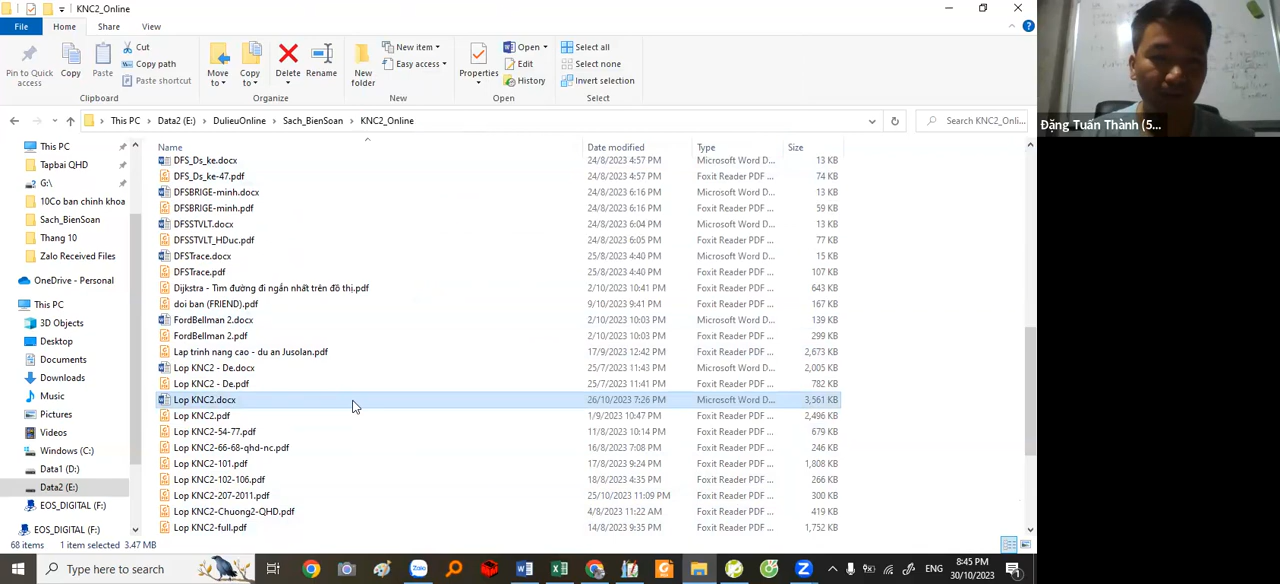 KNC2_Online
File Home Share View
Pin to Quick access
Copy
Paste
Cut
Copy path
Paste shortcut
Clipboard
Move to
Copy to
Delete
Rename
Organize
New folder
New item
Easy access
New
Properties
Open
Edit
History
Open
Select all
Select none
Invert selection
Select
This PC Data2 (E:) DulieuOnline Sach_BienSoan KNC2_Online
Search KNC2_Onli...
This PC
Tapbai QHD
G:\
10Co ban chinh khoa
Sach_BienSoan
Thang 10
Zalo Received Files
OneDrive - Personal
This PC
3D Objects
Desktop
Documents
Downloads
Music
Pictures
Videos
Windows (C:)
Data1 (D:)
Data2 (E:)
EOS_DIGITAL (F:)
EOS_DIGITAL (F:)
Name Date modified Type Size
DFS_Ds_ke.docx 24/8/2023 4:57 PM Microsoft Word D... 13 KB
DFS_Ds_ke-47.pdf 24/8/2023 4:57 PM Foxit Reader PDF ... 74 KB
DFSBRIGE-minh.docx 24/8/2023 6:16 PM Microsoft Word D... 13 KB
DFSBRIGE-minh.pdf 24/8/2023 6:16 PM Foxit Reader PDF ... 59 KB
DFSSTVLT.docx 24/8/2023 6:04 PM Microsoft Word D... 13 KB
DFSSTVLT_HDuc.pdf 24/8/2023 6:05 PM Foxit Reader PDF ... 77 KB
DFSTrace.docx 25/8/2023 4:40 PM Microsoft Word D... 15 KB
DFSTrace.pdf 25/8/2023 4:40 PM Foxit Reader PDF ... 107 KB
Dijkstra - Tìm đường đi ngắn nhất trên đồ thị.pdf 2/10/2023 10:41 PM Foxit Reader PDF ... 643 KB
doi ban (FRIEND).pdf 9/10/2023 9:41 PM Foxit Reader PDF ... 167 KB
FordBellman 2.docx 2/10/2023 10:03 PM Microsoft Word D... 139 KB
FordBellman 2.pdf 2/10/2023 10:03 PM Foxit Reader PDF ... 299 KB
Lap trinh nang cao - du an Jusolan.pdf 17/9/2023 12:42 PM Foxit Reader PDF ... 2,673 KB
Lop KNC2 - De.docx 25/7/2023 11:43 PM Microsoft Word D... 2,005 KB
Lop KNC2 - De.pdf 25/7/2023 11:41 PM Foxit Reader PDF ... 782 KB
Lop KNC2.docx 26/10/2023 7:26 PM Microsoft Word D... 3,561 KB
Lop KNC2.pdf 1/9/2023 10:47 PM Foxit Reader PDF ... 2,496 KB
Lop KNC2-54-77.pdf 11/8/2023 10:14 PM Foxit Reader PDF ... 679 KB
Lop KNC2-66-68-qhd-nc.pdf 16/8/2023 7:08 PM Foxit Reader PDF ... 246 KB
Lop KNC2-101.pdf 17/8/2023 9:24 PM Foxit Reader PDF ... 1,808 KB
Lop KNC2-102-106.pdf 18/8/2023 4:35 PM Foxit Reader PDF ... 266 KB
Lop KNC2-207-2011.pdf 25/10/2023 11:09 PM Foxit Reader PDF ... 300 KB
Lop KNC2-Chuong2-QHD.pdf 4/8/2023 11:22 AM Foxit Reader PDF ... 419 KB
Lop KNC2-full.pdf 14/8/2023 9:35 PM Foxit Reader PDF ... 1,752 KB
68 items 1 item selected 3.47 MB
Đặng Tuấn Thành (5...
Type here to search
Zalo
ENG
8:45 PM
30/10/2023
1